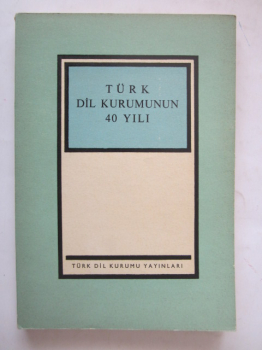 TÜRK
DİL KURUMUNUN
40 YILI
TÜRK DİL KURUMU YAYINLARI